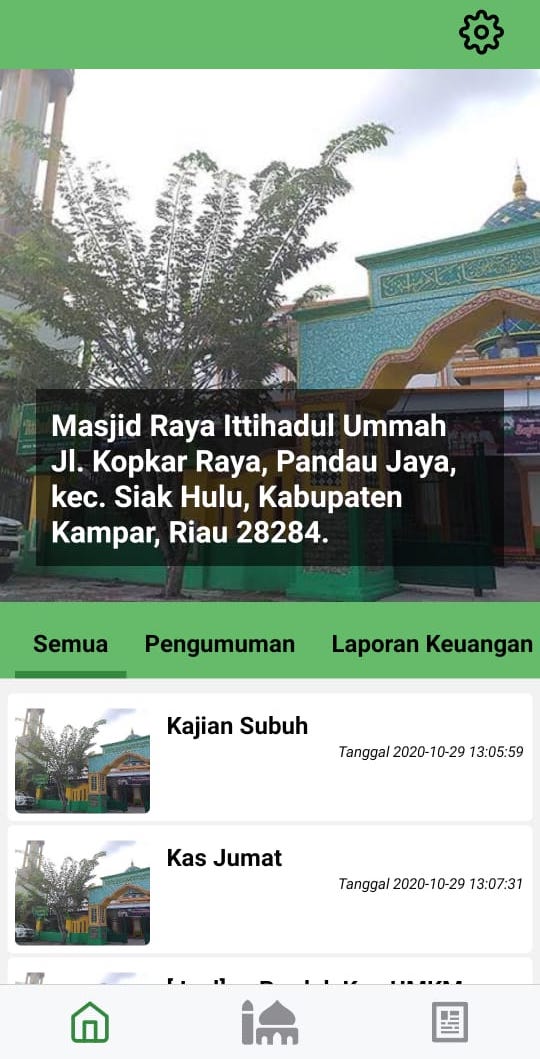 Masjid Raya Ittihadul Ummah
Jl. Kopkar Raya, Pandau Jaya,
kec. Siak Hulu, Kabupaten
Kampar, Riau 28284.
Semua
Pengumuman
Laporan Keuangan
Kajian Subuh
Tanggal 2020-10-29 13:05:59
Kas Jumat
Tanggal 2020-10-29 13:07:31